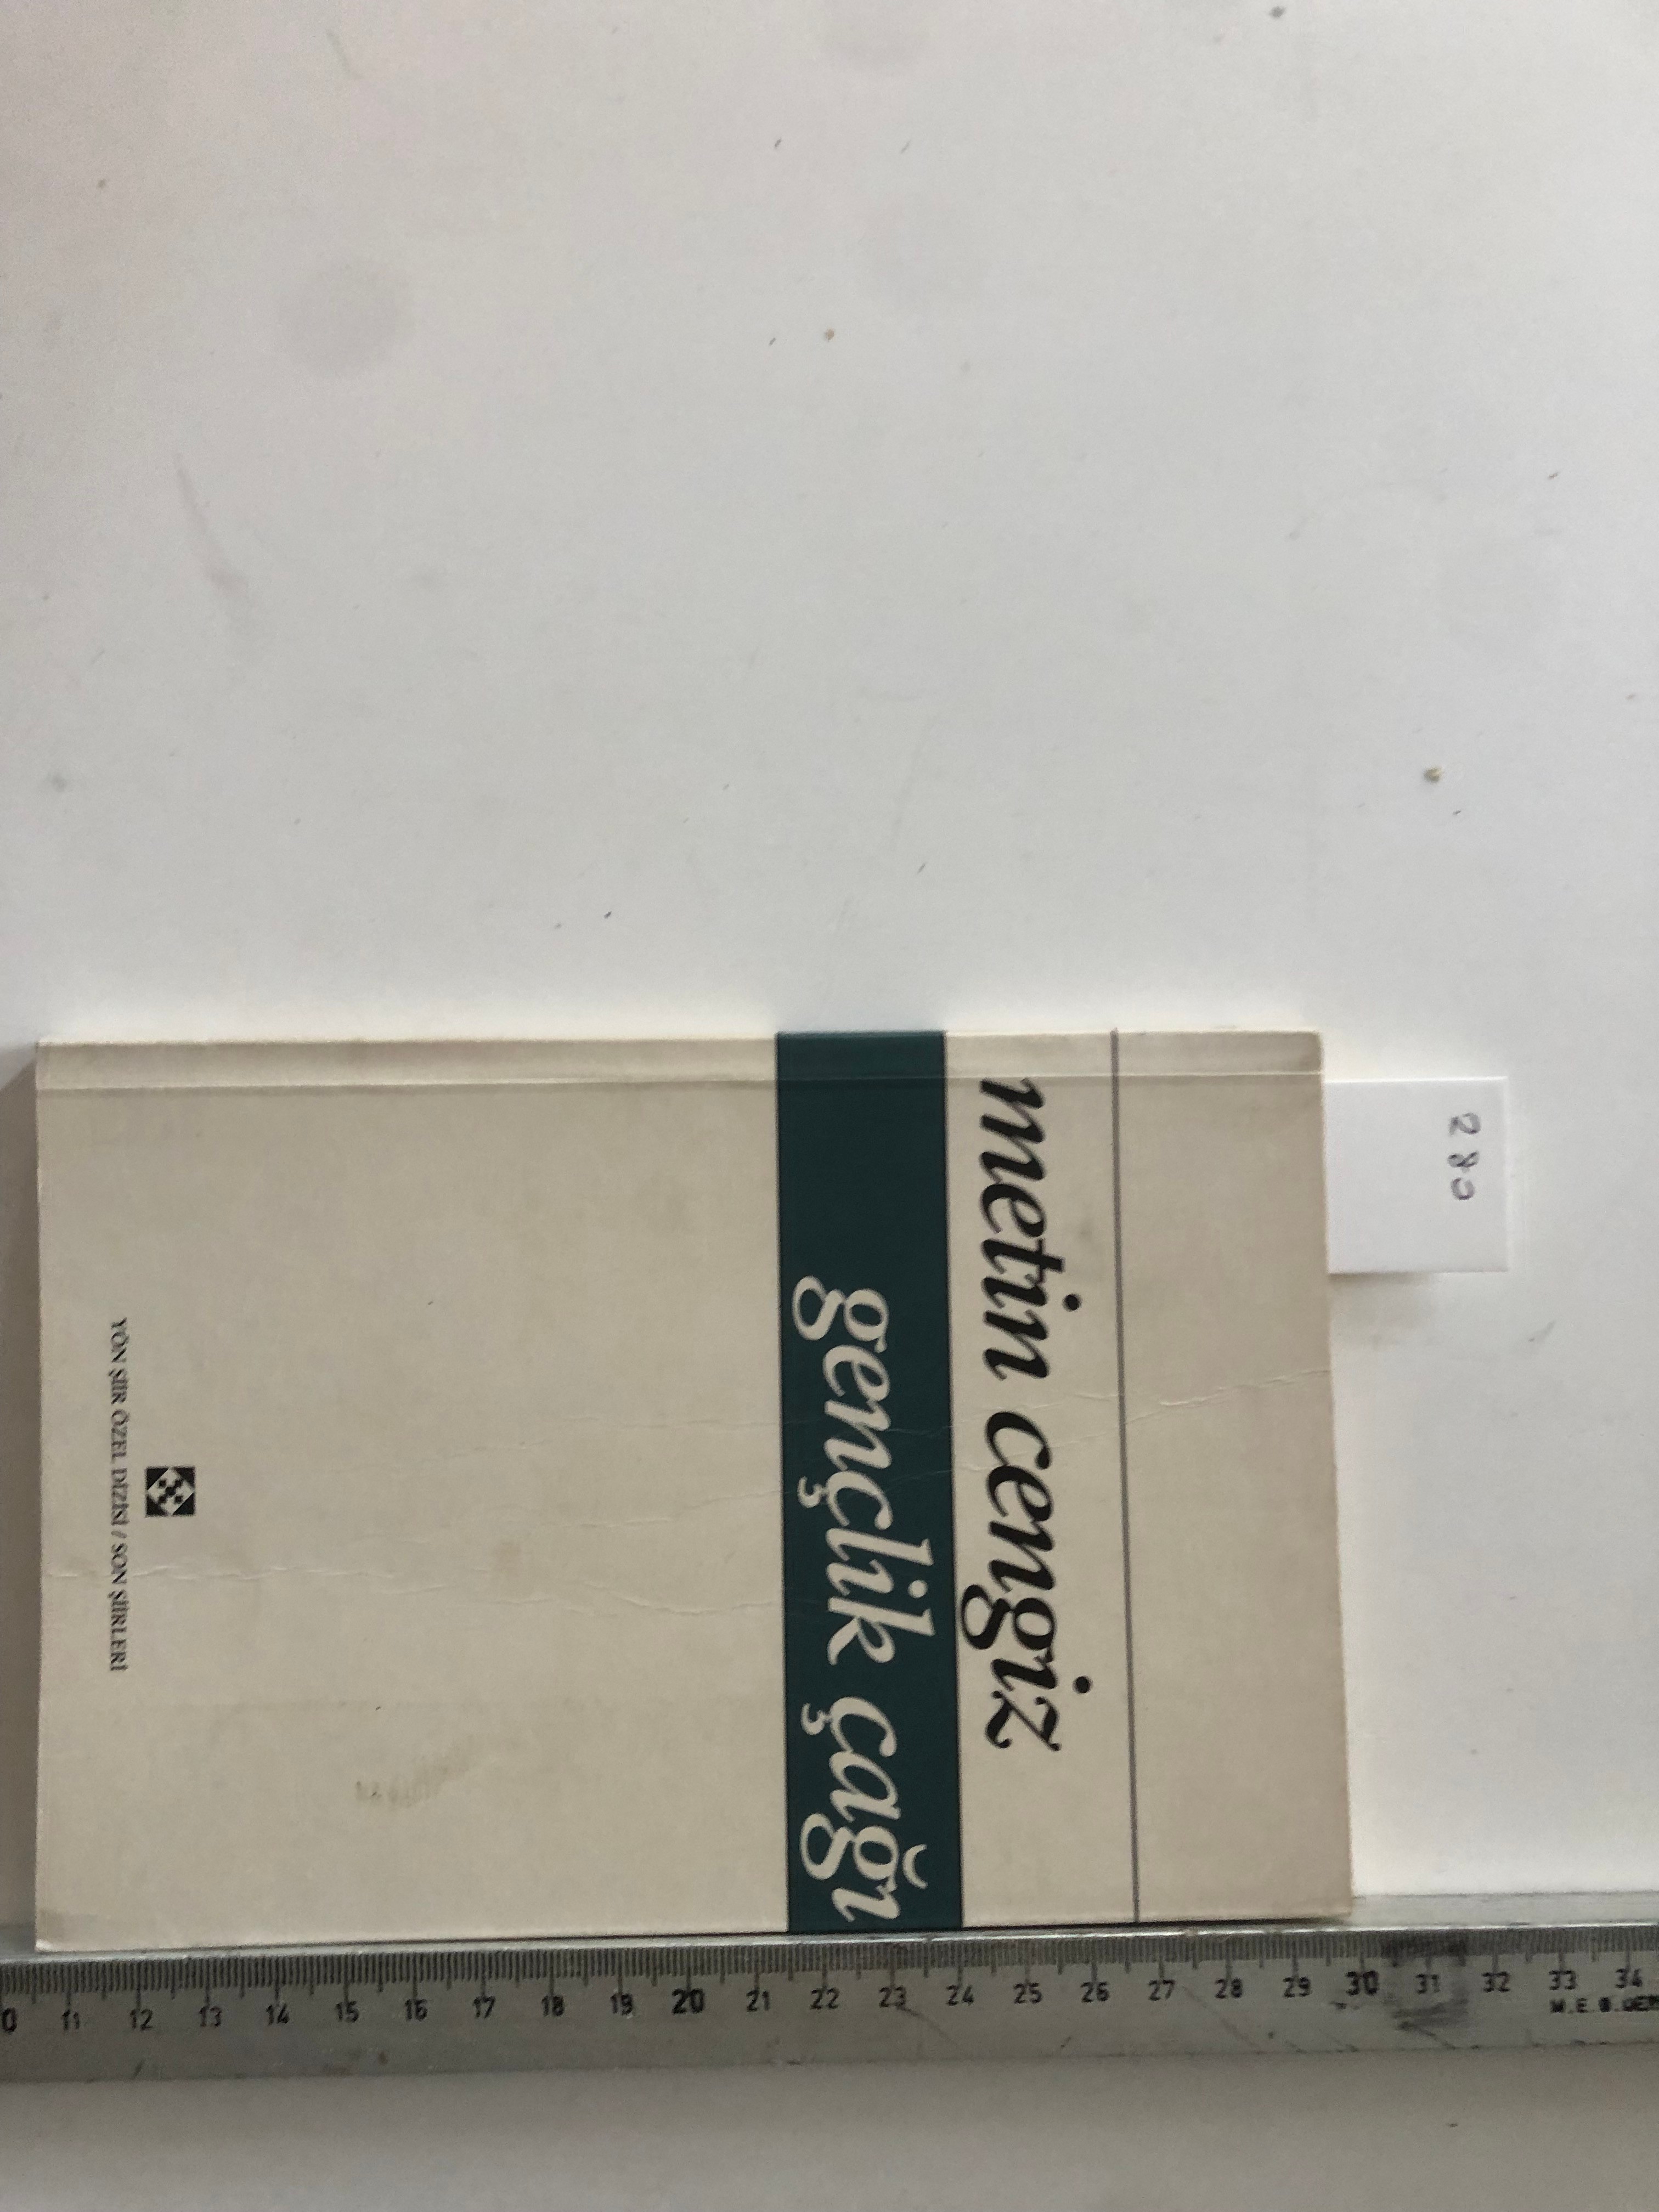 280
metin cengiz
gençlik çağı
YÖN ŞİİR ÖZEL DİZİSİ / SON ŞİİRLERİ
0 11 12 13 14 15 16 17 18 19 20 21 22 23 24 25 26 27 28 29 30 31 32 33 34